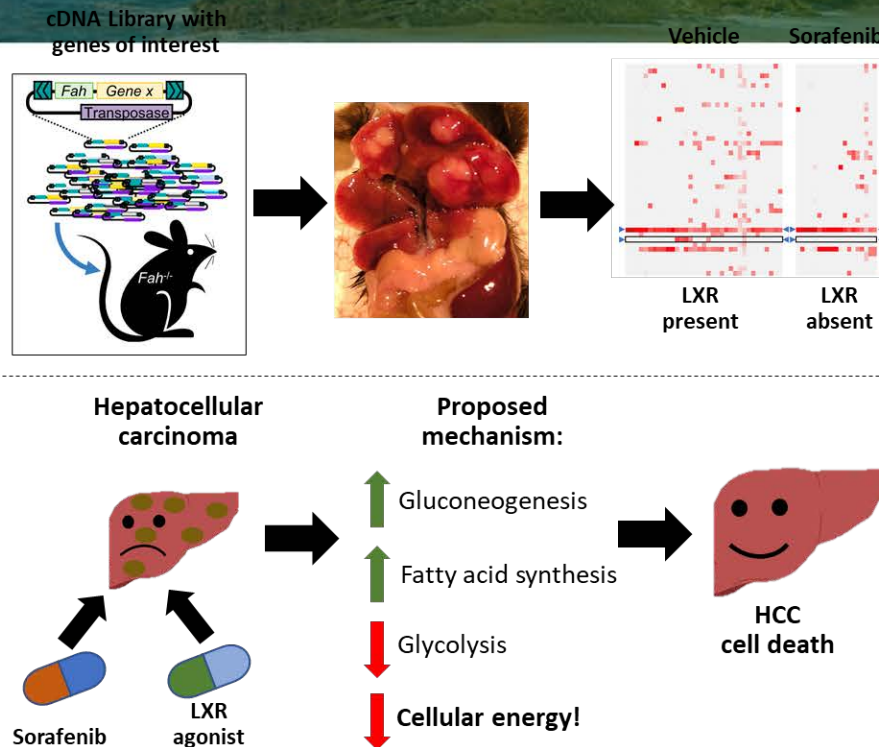 cDNA Library with
genes of interest
Fah
Gene x
Transposase
Fah-/-
Vehicle
Sorafenib
LXR
present
LXR
absent
Hepatocellular
carcinoma
Sorafenib
LXR
agonist
Proposed
mechanism:
Gluconeogenesis
Fatty acid synthesis
Glycolysis
Cellular energy!
HCC
cell death